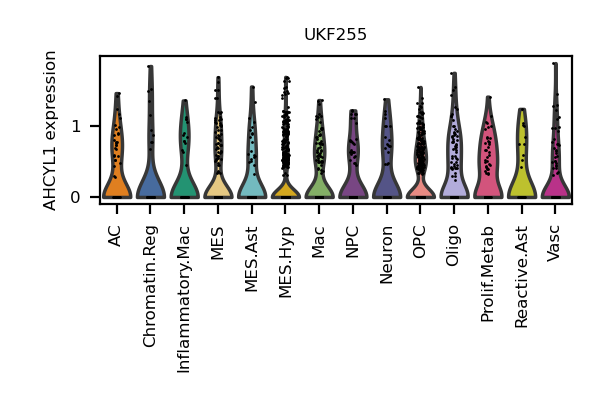 UKF255
AHCYL1 expression
1
0
AC
Chromatin.Reg
Inflammatory.Mac
MES
MES.Ast
MES.Hyp
Mac
NPC
Neuron
OPC
Oligo
Prolif.Metab
Reactive.Ast
Vasc